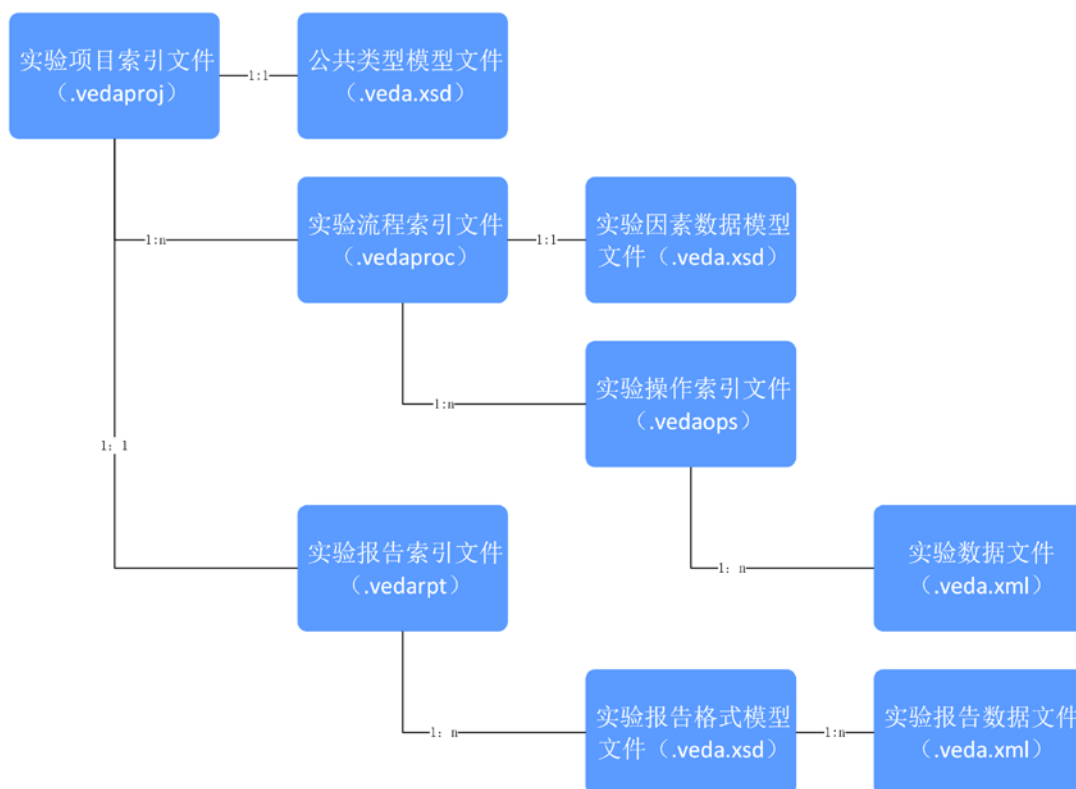 实验项目索引文件
（.vedaproj）
1:1
公共类型模型文件
（.veda.xsd）
1:n
实验流程索引文件
（.vedaproc）
1:1
实验因素数据模型
文件（.veda.xsd）
1:n
实验操作索引文件
（.vedaops）
1：1
实验报告索引文件
（.vedarpt）
1：n
实验数据文件
（.veda.xml）
1：n
实验报告格式模型
文件（.veda.xsd）
1:n
实验报告数据文件
（.veda.xml）